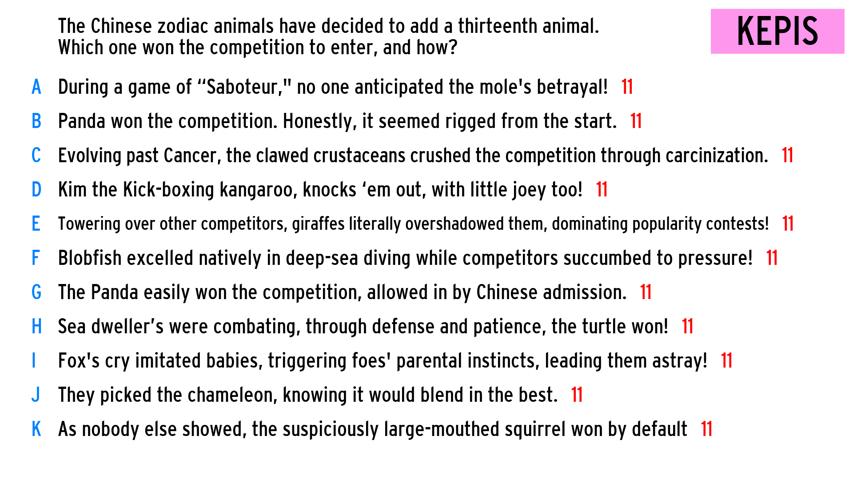 The Chinese zodiac animals have decided to add a thirteenth animal.
Which one won the competition to enter, and how?
KEPIS
A During a game of “Saboteur," no one anticipated the mole's betrayal! 11
B Panda won the competition. Honestly, it seemed rigged from the start. 11
C Evolving past Cancer, the clawed crustaceans crushed the competition through carcinization. 11
D Kim the Kick-boxing kangaroo, knocks ‘em out, with little joey too! 11
E Towering over other competitors, giraffes literally overshadowed them, dominating popularity contests! 11
F Blobfish excelled natively in deep-sea diving while competitors succumbed to pressure! 11
G The Panda easily won the competition, allowed in by Chinese admission. 11
H Sea dweller’s were combating, through defense and patience, the turtle won! 11
I Fox's cry imitated babies, triggering foes' parental instincts, leading them astray! 11
J They picked the chameleon, knowing it would blend in the best. 11
K As nobody else showed, the suspiciously large-mouthed squirrel won by default 11